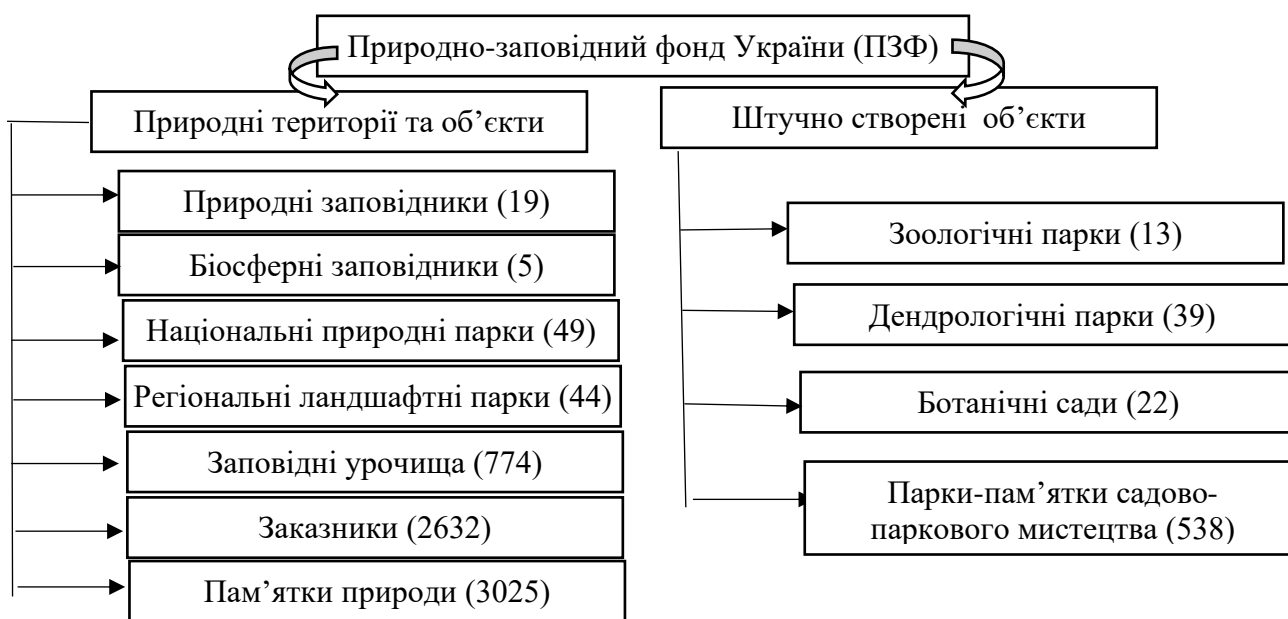 Природно-заповідний фонд України (ПЗФ)
Природні території та об’єкти
Природні заповідники (19)
Біосферні заповідники (5)
Національні природні парки (49)
Регіональні ландшафтні парки (44)
Заповідні урочища (774)
Заказники (2632)
Пам’ятки природи (3025)
Штучно створені об’єкти
Зоологічні парки (13)
Дендрологічні парки (39)
Ботанічні сади (22)
Парки-пам’ятки садово-
паркового мистецтва (538)